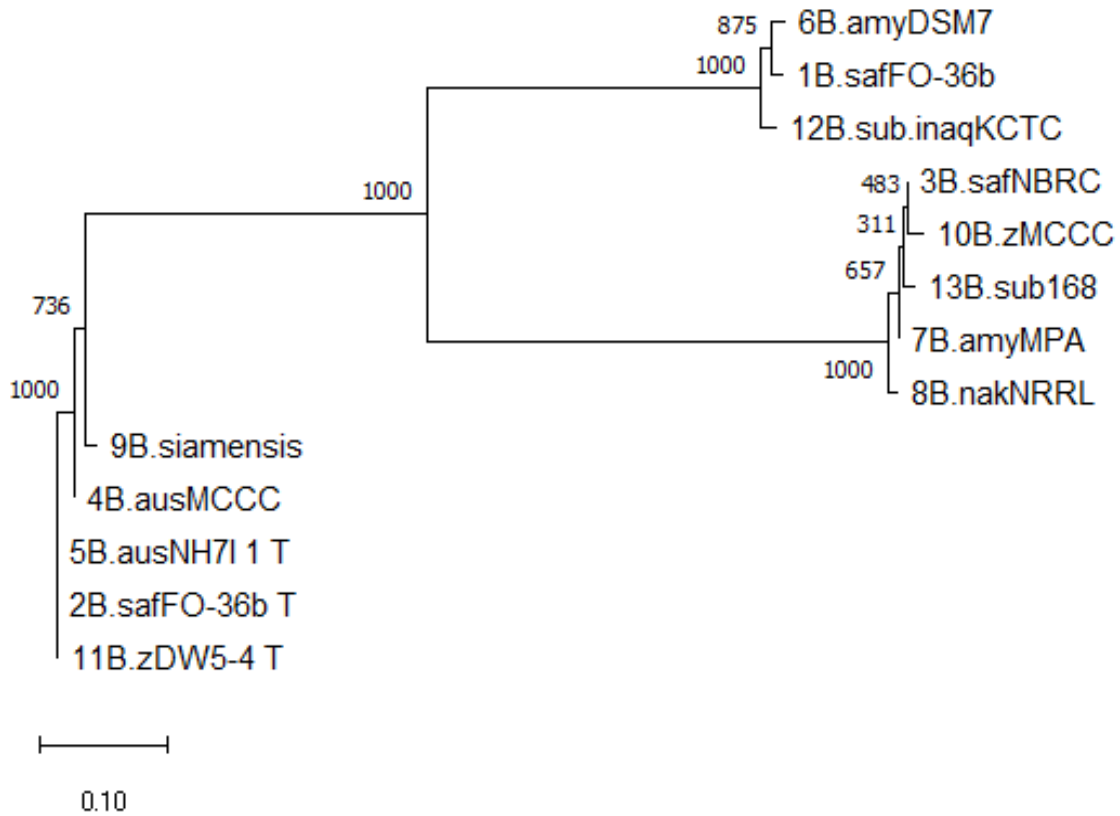 875
6B.amyDSM7
1000
1B.safFO-36b
12B.sub.inaqKCTC
1000
483
3B.safNBRC
311
10B.zMCCC
657
13B.sub168
736
7B.amyMPA
1000
8B.nakNRRL
1000
9B.siamensis
4B.ausMCCC
5B.ausNH7I 1 T
2B.safFO-36b T
11B.zDW5-4 T
0.10